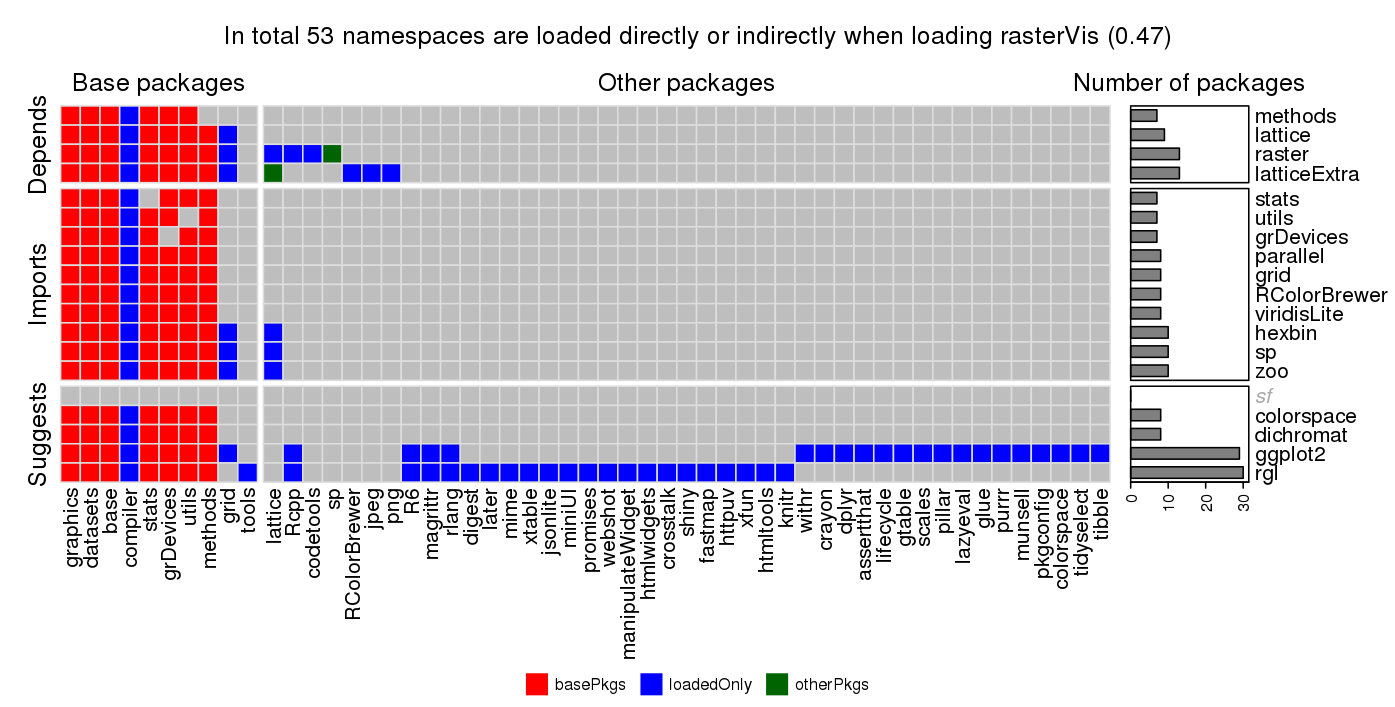 In total 53 namespaces are loaded directly or indirectly when loading rasterVis (0.47)
Base packages
Other packages
Number of packages
Depends
methods
lattice
raster
latticeExtra
Imports
stats
utils
grDevices
parallel
grid
RColorBrewer
viridisLite
hexbin
sp
zoo
Suggests
sf
colorspace
dichromat
ggplot2
rgl
graphics
datasets
base
compiler
stats
grDevices
utils
methods
grid
tools
lattice
Rcpp
codetools
sp
RColorBrewer
jpeg
png
R6
magrittr
rlang
digest
later
mime
xtable
jsonlite
miniUI
promises
webshot
manipulateWidget
htmlwidgets
crosstalk
shiny
fastmap
httpuv
xfun
htmltools
knitr
withr
crayon
dplyr
assertthat
lifecycle
gtable
scales
pillar
lazyeval
glue
purrr
munsell
pkgconfig
colorspace
tidyselect
tibble
0
10
20
30
basePkgs
loadedOnly
otherPkgs